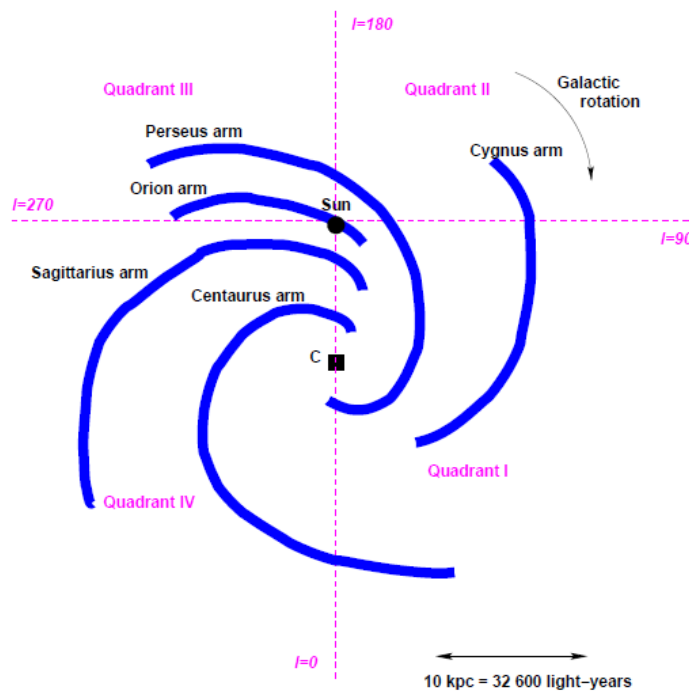 l=180
Quadrant III
Quadrant II
Galactic
rotation
Perseus arm
Cygnus arm
Orion arm
Sun
l=270
l=90
Sagittarius arm
Centaurus arm
C
Quadrant I
Quadrant IV
l=0
10 kpc = 32 600 light–years